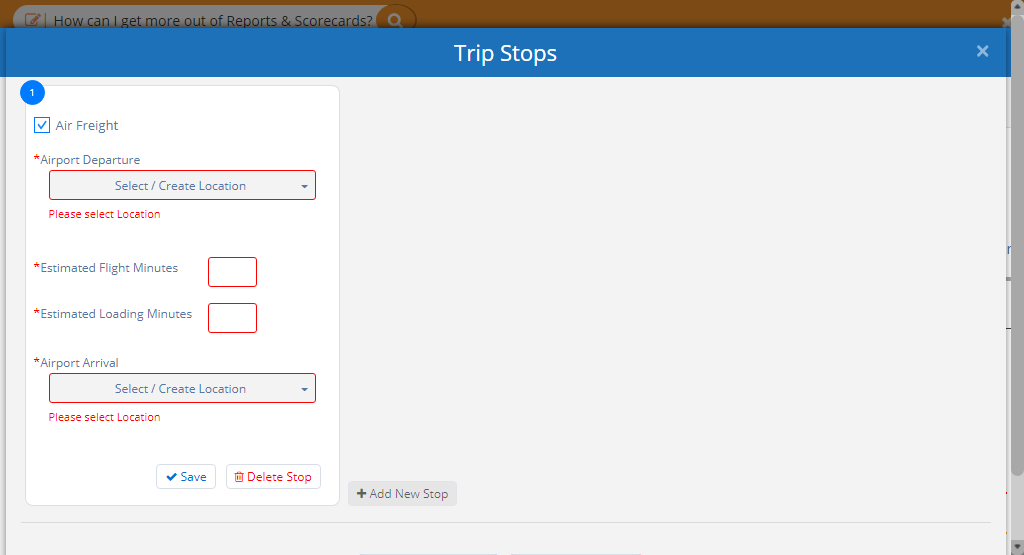 How can I get more out of Reports & Scorecards?
Trip Stops
×
1
Air Freight
*Airport Departure
Select / Create Location
Please select Location
*Estimated Flight Minutes
*Estimated Loading Minutes
*Airport Arrival
Select / Create Location
Please select Location
Save
Delete Stop
+ Add New Stop